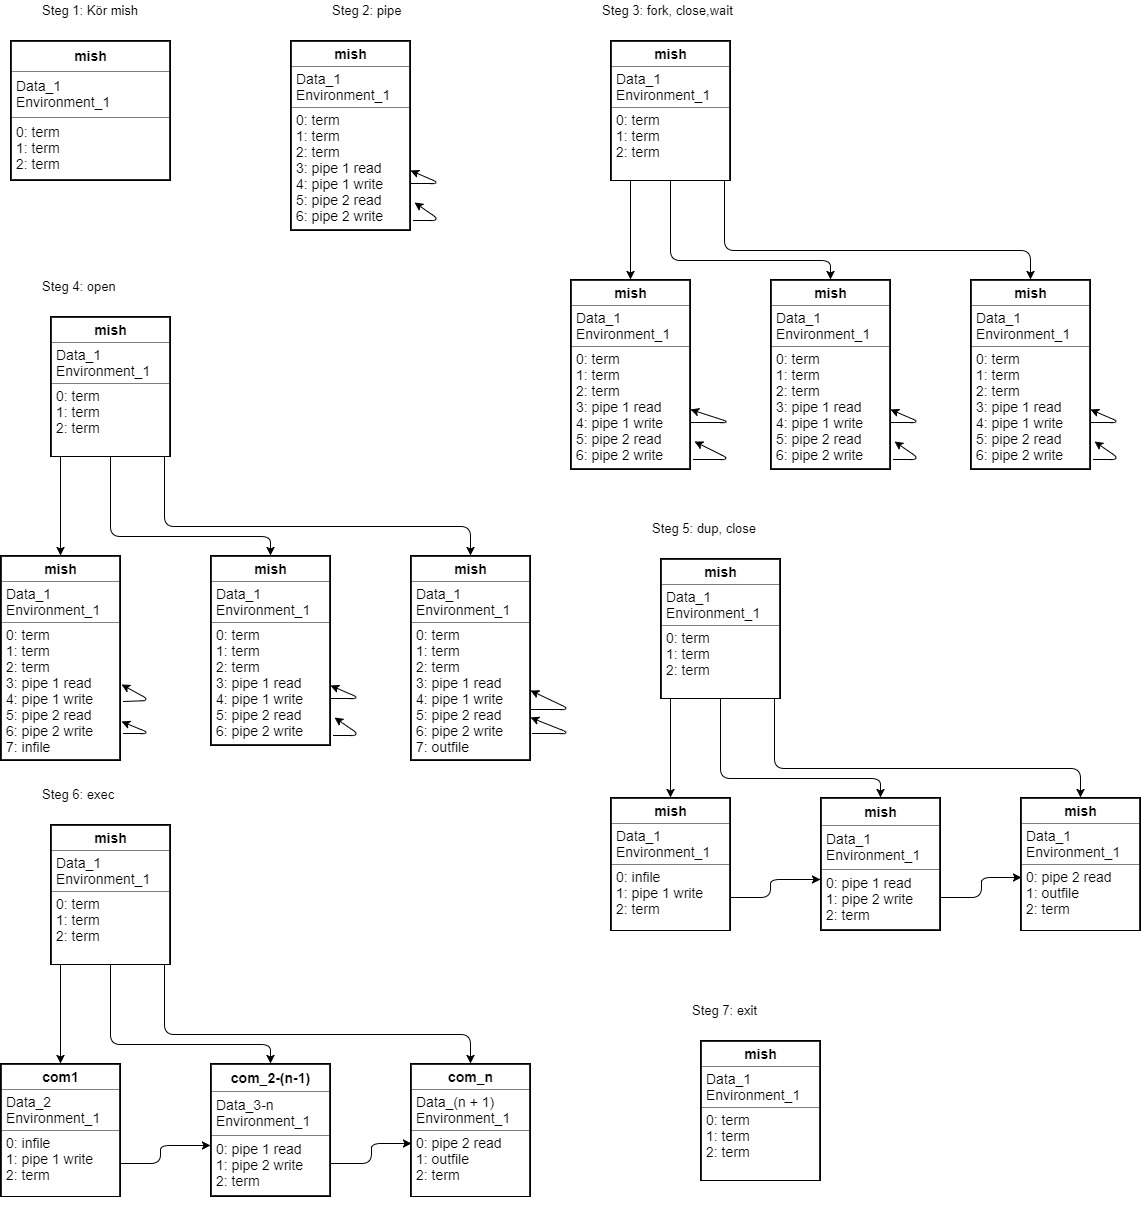 Steg 1: Kör mish
mish
Data_1
Environment_1
0: term
1: term
2: term
Steg 2: pipe
mish
Data_1
Environment_1
0: term
1: term
2: term
3: pipe 1 read
4: pipe 1 write
5: pipe 2 read
6: pipe 2 write
Steg 3: fork, close,wait
mish
Data_1
Environment_1
0: term
1: term
2: term
mish
Data_1
Environment_1
0: term
1: term
2: term
3: pipe 1 read
4: pipe 1 write
5: pipe 2 read
6: pipe 2 write
mish
Data_1
Environment_1
0: term
1: term
2: term
3: pipe 1 read
4: pipe 1 write
5: pipe 2 read
6: pipe 2 write
mish
Data_1
Environment_1
0: term
1: term
2: term
3: pipe 1 read
4: pipe 1 write
5: pipe 2 read
6: pipe 2 write
Steg 4: open
mish
Data_1
Environment_1
0: term
1: term
2: term
mish
Data_1
Environment_1
0: term
1: term
2: term
3: pipe 1 read
4: pipe 1 write
5: pipe 2 read
6: pipe 2 write
7: infile
mish
Data_1
Environment_1
0: term
1: term
2: term
3: pipe 1 read
4: pipe 1 write
5: pipe 2 read
6: pipe 2 write
mish
Data_1
Environment_1
0: term
1: term
2: term
3: pipe 1 read
4: pipe 1 write
5: pipe 2 read
6: pipe 2 write
7: outfile
Steg 5: dup, close
mish
Data_1
Environment_1
0: term
1: term
2: term
mish
Data_1
Environment_1
0: infile
1: pipe 1 write
2: term
mish
Data_1
Environment_1
0: pipe 1 read
1: pipe 2 write
2: term
mish
Data_1
Environment_1
0: pipe 2 read
1: outfile
2: term
Steg 6: exec
mish
Data_1
Environment_1
0: term
1: term
2: term
com1
Data_2
Environment_1
0: infile
1: pipe 1 write
2: term
com_2-(n-1)
Data_3-n
Environment_1
0: pipe 1 read
1: pipe 2 write
2: term
com_n
Data_(n + 1)
Environment_1
0: pipe 2 read
1: outfile
2: term
Steg 7: exit
mish
Data_1
Environment_1
0: term
1: term
2: term